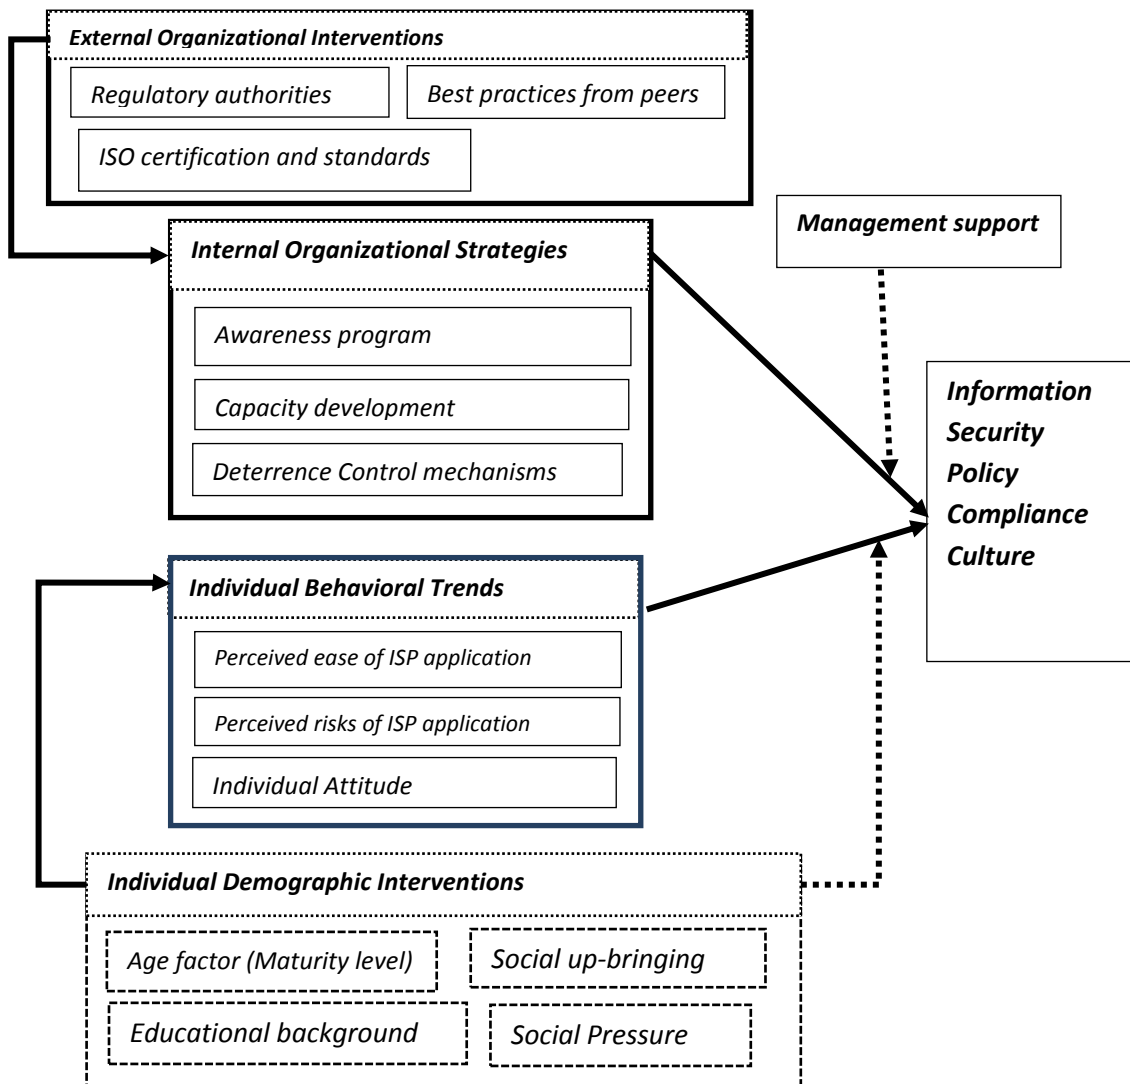 External Organizational Interventions
Regulatory authorities
Best practices from peers
ISO certification and standards
Management support
Internal Organizational Strategies
Awareness program
Capacity development
Deterrence Control mechanisms
Information
Security
Policy
Compliance
Culture
Individual Behavioral Trends
Perceived ease of ISP application
Perceived risks of ISP application
Individual Attitude
Individual Demographic Interventions
Age factor (Maturity level)
Social up-bringing
Educational background
Social Pressure